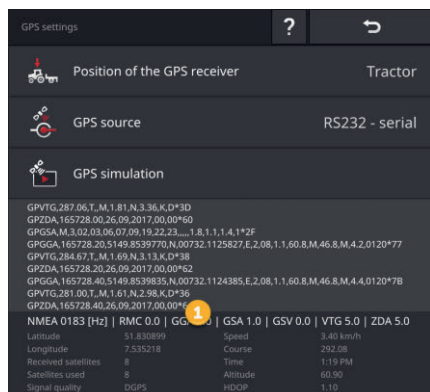 GPS settings
?
Position of the GPS receiver Tractor
GPS source RS232 - serial
GPS simulation
GPVTG,287.06,T,,M,1.81,N,3.36,K,D*3D
GPZDA,165728.00,26,09,2017,00,00*60
GPGSA,M,3,02,03,06,07,09,19,22,23,,,,,1.8,1.1,1.4,1*2F
GPGGA,165728.20,5149.8539770,N,00732.1125827,E,2,08,1.1,60.8,M,46.8,M,4.2,0120*77
GPVTG,284.67,T,,M,1.69,N,3.13,K,D*38
GPZDA,165728.20,26,09,2017,00,00*62
GPGGA,165728.40,5149.8539835,N,00732.1124385,E,2,08,1.1,60.8,M,46.8,M,4.4,0120*7B
GPVTG,281.00,T,,M,1.61,N,2.98,K,D*36
GPZDA,165728.40,26,09,2017,00,00*
1
NMEA 0183 [Hz] | RMC 0.0 | GG .0 | GSA 1.0 | GSV 0.0 | VTG 5.0 | ZDA 5.0
Latitude 51.830899 Speed 3.40 km/h
Longitude 7.535218 Course 292.08
Received satellites 8 Time 1:19 PM
Satellites used 8 Altitude 60.90
Signal quality DGPS HDOP 1.10